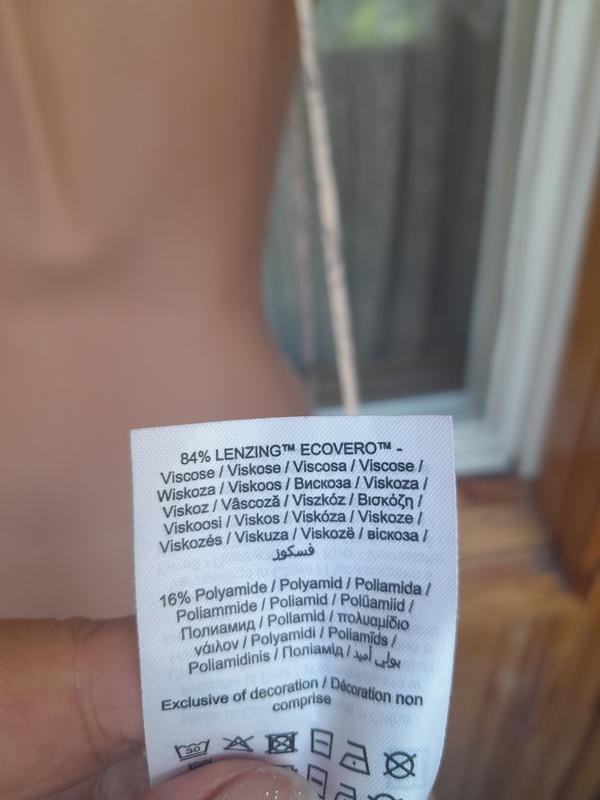 84% LENZING™ ECOVERO™ -
Viscose / Viskose / Viscosa / Viscose /
Wiskoza / Viskoos / Вискоза / Viskoza /
Viskoz / Vâscoză / Viszkóz / Βισκόζη /
Viskoosi / Viskos / Viskóza / Viskoze /
Viskozés / Viskuza / Viskozë / віскоза /
فسكوز
16% Polyamide / Polyamid / Poliamida /
Poliammide / Poliamid / Polüamiid /
Полиамид / Poliamid / πολυαμίδιο
νάιλον / Polyamidi / Poliamīds /
Poliamidinis / Поліамід / بولي أميد
Exclusive of decoration / Décoration non
comprise
30